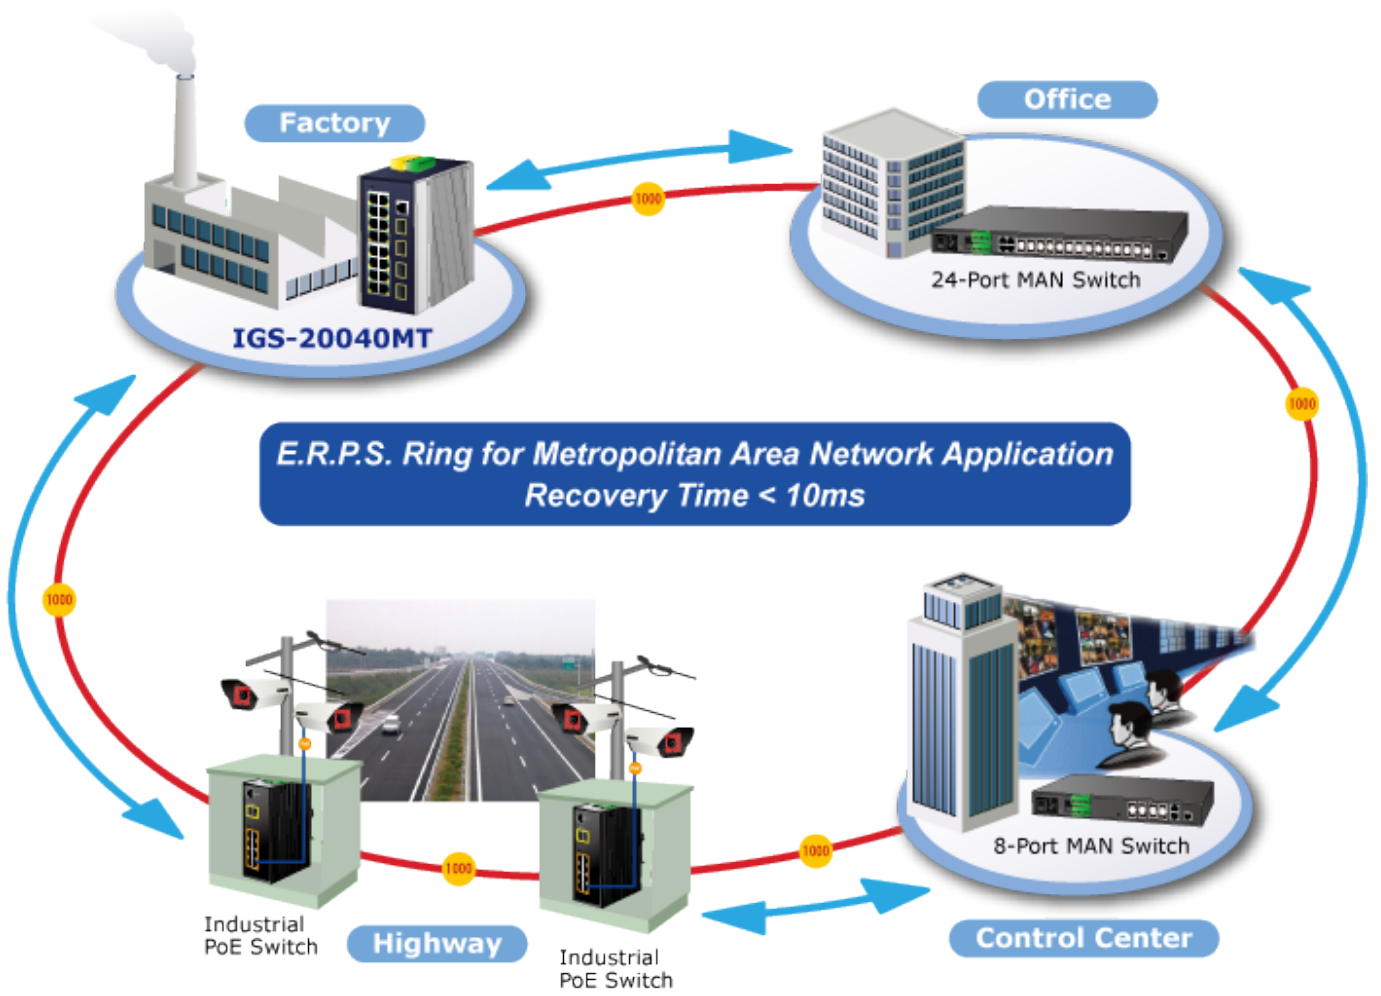 Factory
Office
1000
24-Port MAN Switch
IGS-20040MT
1000
E.R.P.S. Ring for Metropolitan Area Network Application
Recovery Time < 10ms
1000
8-Port MAN Switch
1000
1000
Industrial
PoE Switch
Highway
Control Center
Industrial
PoE Switch